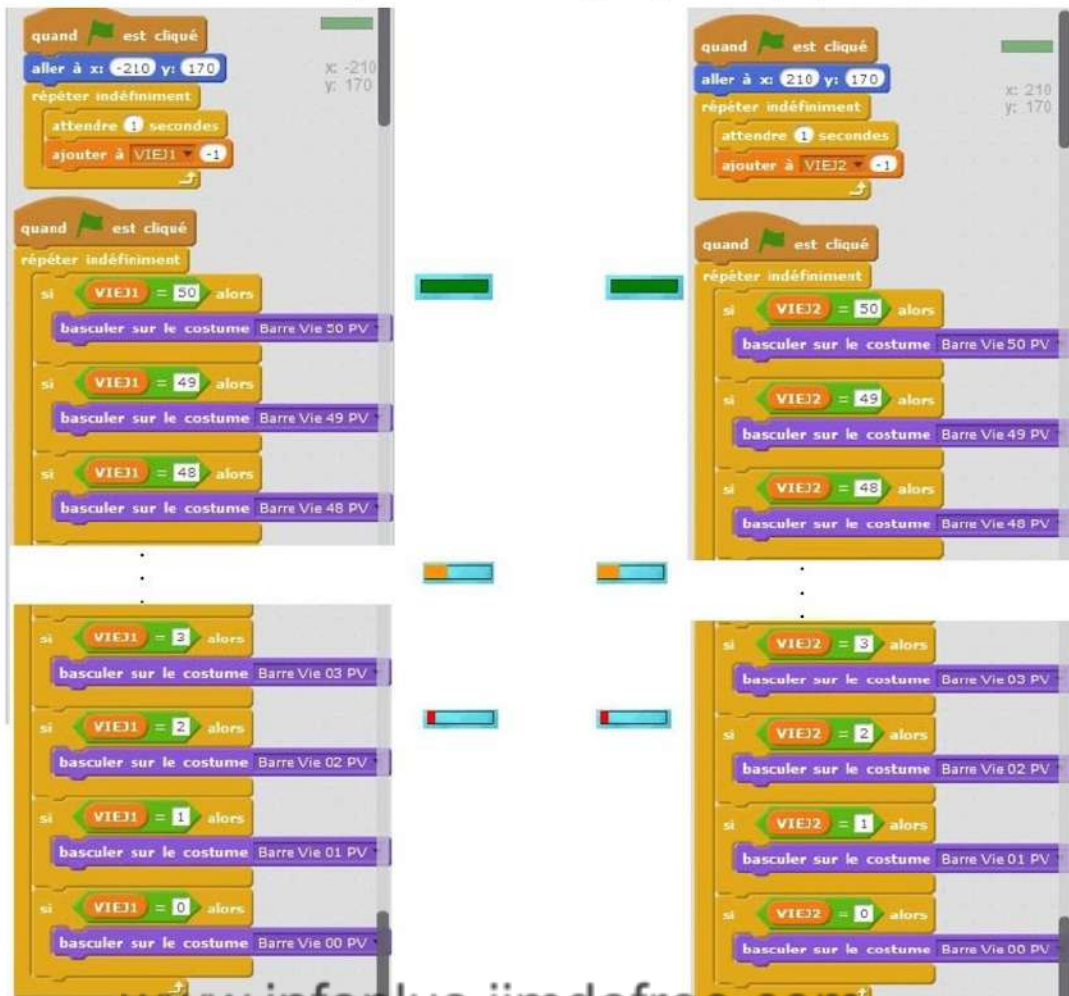 quand est cliqué
aller à x: -210 y: 170
répéter indéfiniment
attendre 1 secondes
ajouter à VIEJ1 -1
x: -210
y: 170
quand est cliqué
répéter indéfiniment
si VIEJ1 = 50 alors
basculer sur le costume Barre Vie 50 PV
si VIEJ1 = 49 alors
basculer sur le costume Barre Vie 49 PV
si VIEJ1 = 48 alors
basculer sur le costume Barre Vie 48 PV
si VIEJ1 = 3 alors
basculer sur le costume Barre Vie 03 PV
si VIEJ1 = 2 alors
basculer sur le costume Barre Vie 02 PV
si VIEJ1 = 1 alors
basculer sur le costume Barre Vie 01 PV
si VIEJ1 = 0 alors
basculer sur le costume Barre Vie 00 PV
quand est cliqué
aller à x: 210 y: 170
répéter indéfiniment
attendre 1 secondes
ajouter à VIEJ2 -1
x: 210
y: 170
quand est cliqué
répéter indéfiniment
si VIEJ2 = 50 alors
basculer sur le costume Barre Vie 50 PV
si VIEJ2 = 49 alors
basculer sur le costume Barre Vie 49 PV
si VIEJ2 = 48 alors
basculer sur le costume Barre Vie 48 PV
si VIEJ2 = 3 alors
basculer sur le costume Barre Vie 03 PV
si VIEJ2 = 2 alors
basculer sur le costume Barre Vie 02 PV
si VIEJ2 = 1 alors
basculer sur le costume Barre Vie 01 PV
si VIEJ2 = 0 alors
basculer sur le costume Barre Vie 00 PV